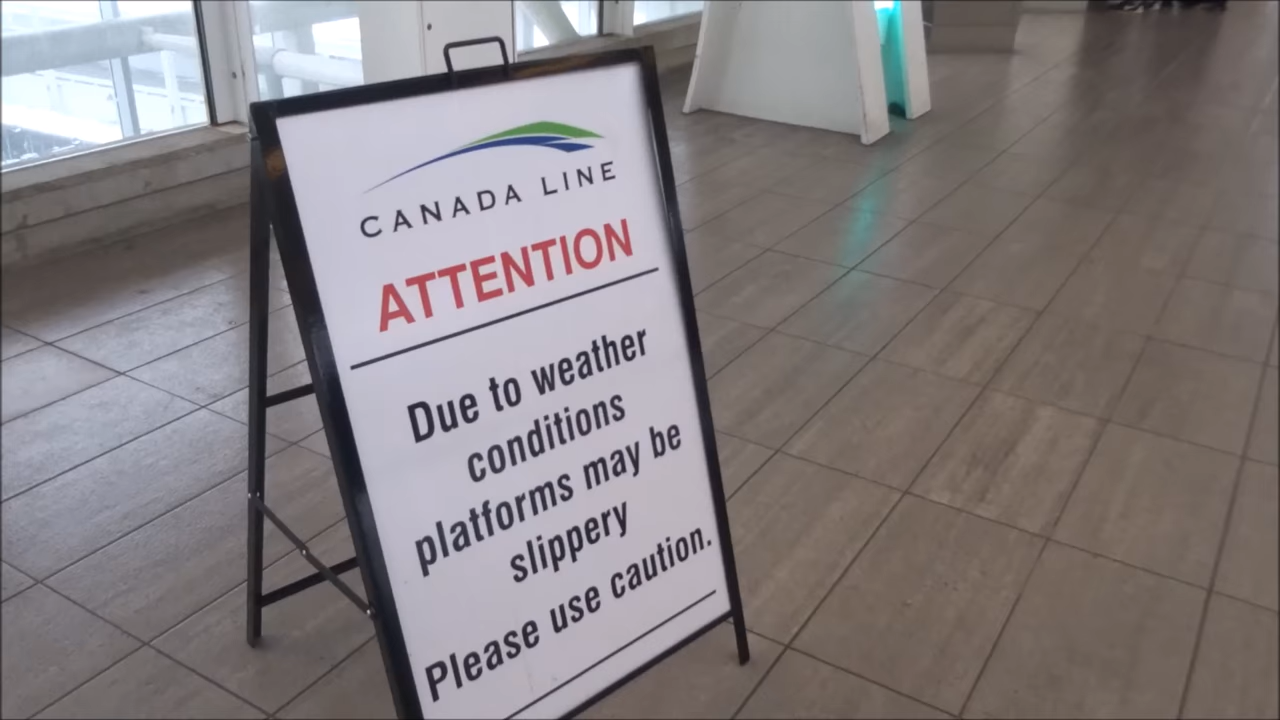 CANADA LINE
ATTENTION
Due to weather
conditions
platforms may be
slippery
Please use caution.